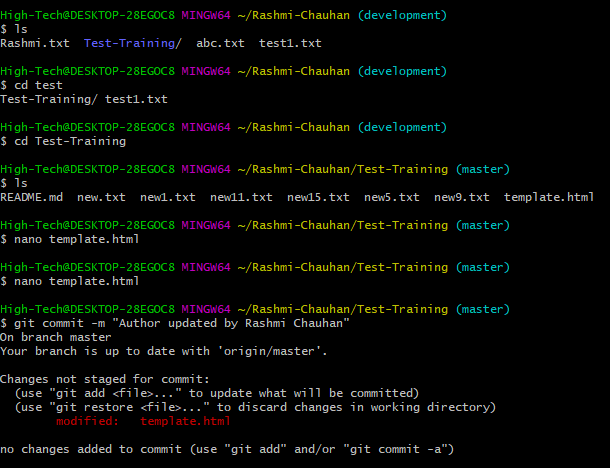 High-Tech@DESKTOP-28EGOC8 MINGW64 ~/Rashmi-Chauhan (development)
$ ls
Rashmi.txt  Test-Training/  abc.txt  test1.txt
High-Tech@DESKTOP-28EGOC8 MINGW64 ~/Rashmi-Chauhan (development)
$ cd test
Test-Training/ test1.txt
High-Tech@DESKTOP-28EGOC8 MINGW64 ~/Rashmi-Chauhan (development)
$ cd Test-Training
High-Tech@DESKTOP-28EGOC8 MINGW64 ~/Rashmi-Chauhan/Test-Training (master)
$ ls
README.md  new.txt  new1.txt  new11.txt  new15.txt  new5.txt  new9.txt  template.html
High-Tech@DESKTOP-28EGOC8 MINGW64 ~/Rashmi-Chauhan/Test-Training (master)
$ nano template.html
High-Tech@DESKTOP-28EGOC8 MINGW64 ~/Rashmi-Chauhan/Test-Training (master)
$ nano template.html
High-Tech@DESKTOP-28EGOC8 MINGW64 ~/Rashmi-Chauhan/Test-Training (master)
$ git commit -m "Author updated by Rashmi Chauhan"
On branch master
Your branch is up to date with 'origin/master'.
Changes not staged for commit:
  (use "git add <file>..." to update what will be committed)
  (use "git restore <file>..." to discard changes in working directory)
        modified:   template.html
no changes added to commit (use "git add" and/or "git commit -a")